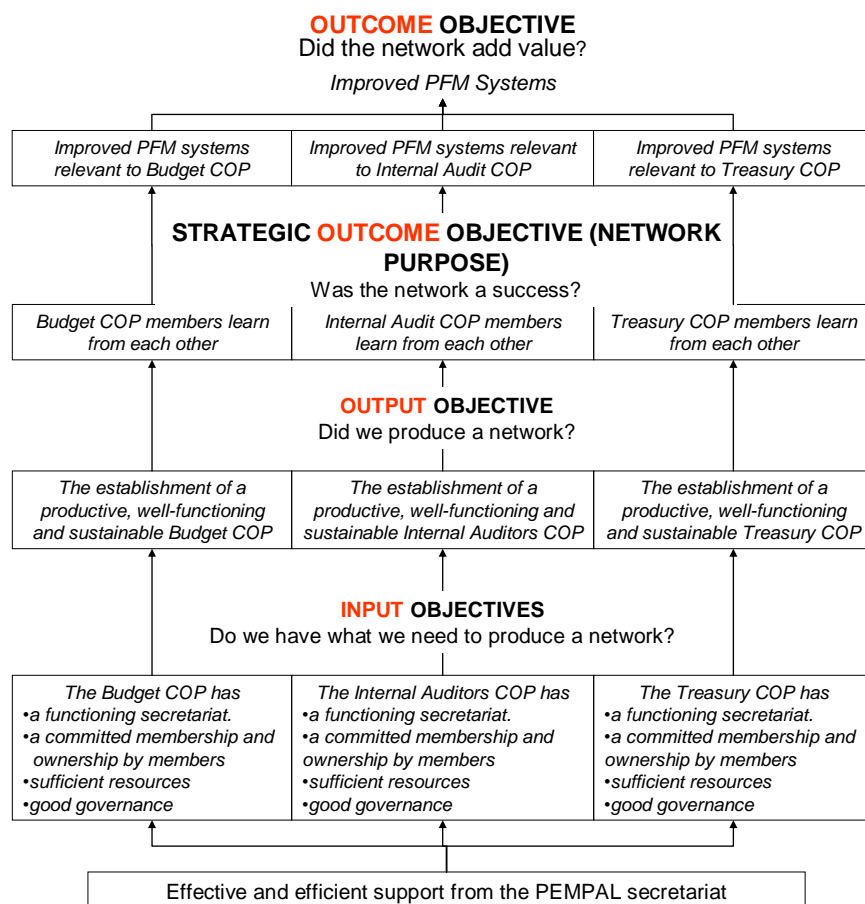 OUTCOME OBJECTIVE
Did the network add value?
Improved PFM Systems
Improved PFM systems
relevant to Budget COP
Improved PFM systems relevant
to Internal Audit COP
Improved PFM systems
relevant to Treasury COP
STRATEGIC OUTCOME OBJECTIVE (NETWORK
PURPOSE)
Was the network a success?
Budget COP members learn
from each other
Internal Audit COP members
learn from each other
Treasury COP members learn
from each other
OUTPUT OBJECTIVE
Did we produce a network?
The establishment of a
productive, well-functioning
and sustainable Budget COP
The establishment of a
productive, well-functioning and
sustainable Internal Auditors COP
The establishment of a
productive, well-functioning
and sustainable Treasury COP
INPUT OBJECTIVES
Do we have what we need to produce a network?
The Budget COP has
•a functioning secretariat.
•a committed membership and
ownership by members
•sufficient resources
•good governance
The Internal Auditors COP has
•a functioning secretariat.
•a committed membership and
ownership by members
•sufficient resources
•good governance
The Treasury COP has
•a functioning secretariat.
•a committed membership and
ownership by members
•sufficient resources
•good governance
Effective and efficient support from the PEMPAL secretariat